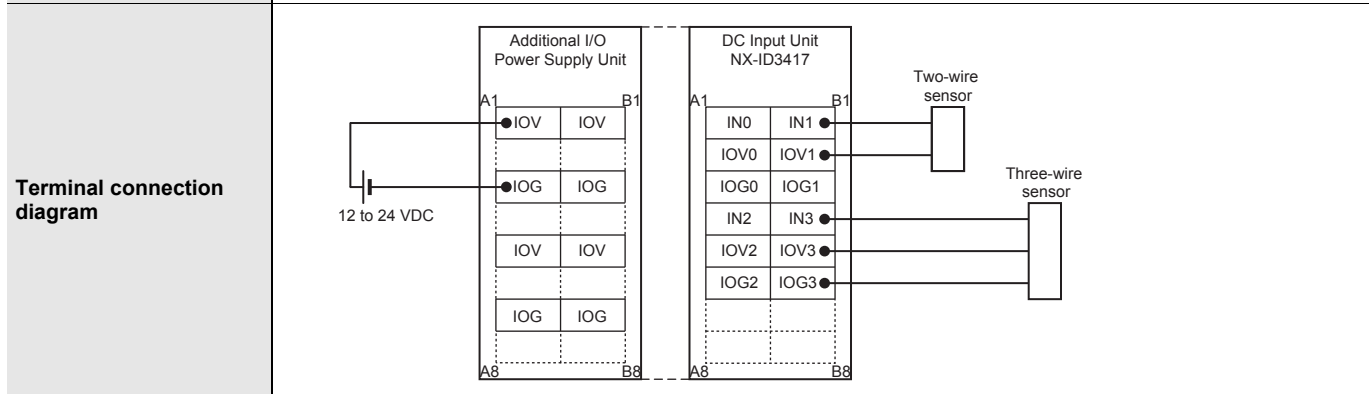 Terminal connection
diagram
Additional I/O
Power Supply Unit
A1
B1
IOV IOV
IOG IOG
IOV IOV
IOG IOG
A8
B8
12 to 24 VDC
DC Input Unit
NX-ID3417
A1
B1
IN0 IN1
IOV0 IOV1
IOG0 IOG1
IN2 IN3
IOV2 IOV3
IOG2 IOG3
A8
B8
Two-wire
sensor
Three-wire
sensor